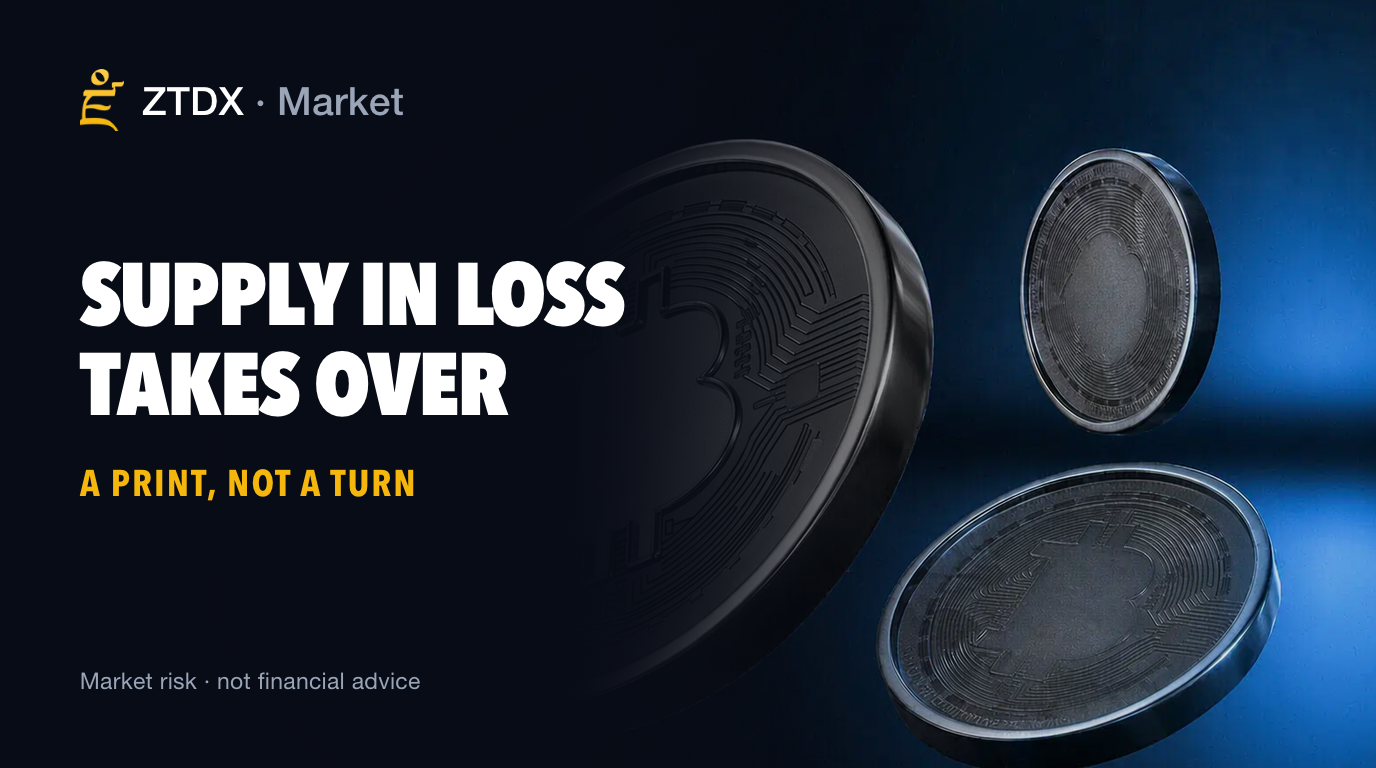 ZTDX · Market
SUPPLY IN LOSS
TAKES OVER
A PRINT, NOT A TURN
Market risk · not financial advice